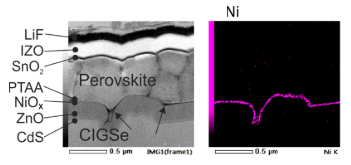 Ni
LiF
IZO
SnO₂
PTAA
Perovskite
NiOₓ
ZnO
CdS
CIGSe
0.5 µm
IMG1(frame1)
0.5 µm
Ni K